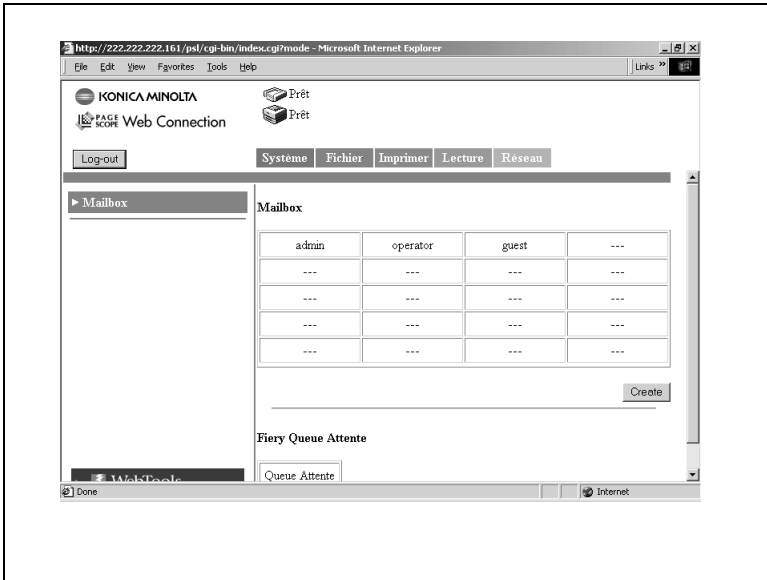 http://222.222.222.161/psl/cgi-bin/index.cgi?mode - Microsoft Internet Explorer
File Edit View Favorites Tools Help Links »
KONICA MINOLTA
PAGE SCOPE Web Connection
Prêt
Prêt
Log-out
Système Fichier Imprimer Lecture Réseau
Mailbox
Mailbox
admin operator guest ---
--- --- --- ---
--- --- --- ---
--- --- --- ---
--- --- --- ---
Create
Fiery Queue Attente
Queue Attente
WebTools
Done Internet